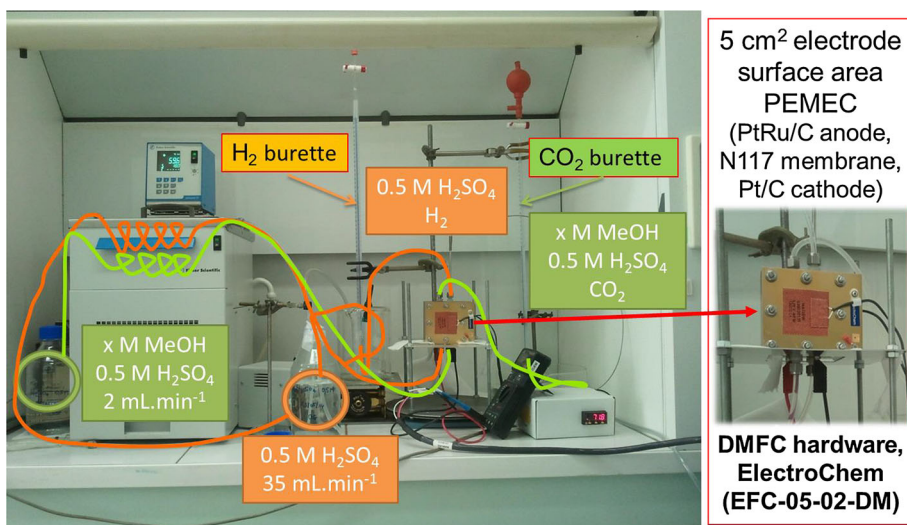 H₂ burette
CO₂ burette
0.5 M H₂SO₄
H₂
x M MeOH
0.5 M H₂SO₄
CO₂
x M MeOH
0.5 M H₂SO₄
2 mL.min⁻¹
0.5 M H₂SO₄
35 mL.min⁻¹
596
718
5 cm² electrode
surface area
PEMEC
(PtRu/C anode,
N117 membrane,
Pt/C cathode)
DMFC hardware,
ElectroChem
(EFC-05-02-DM)